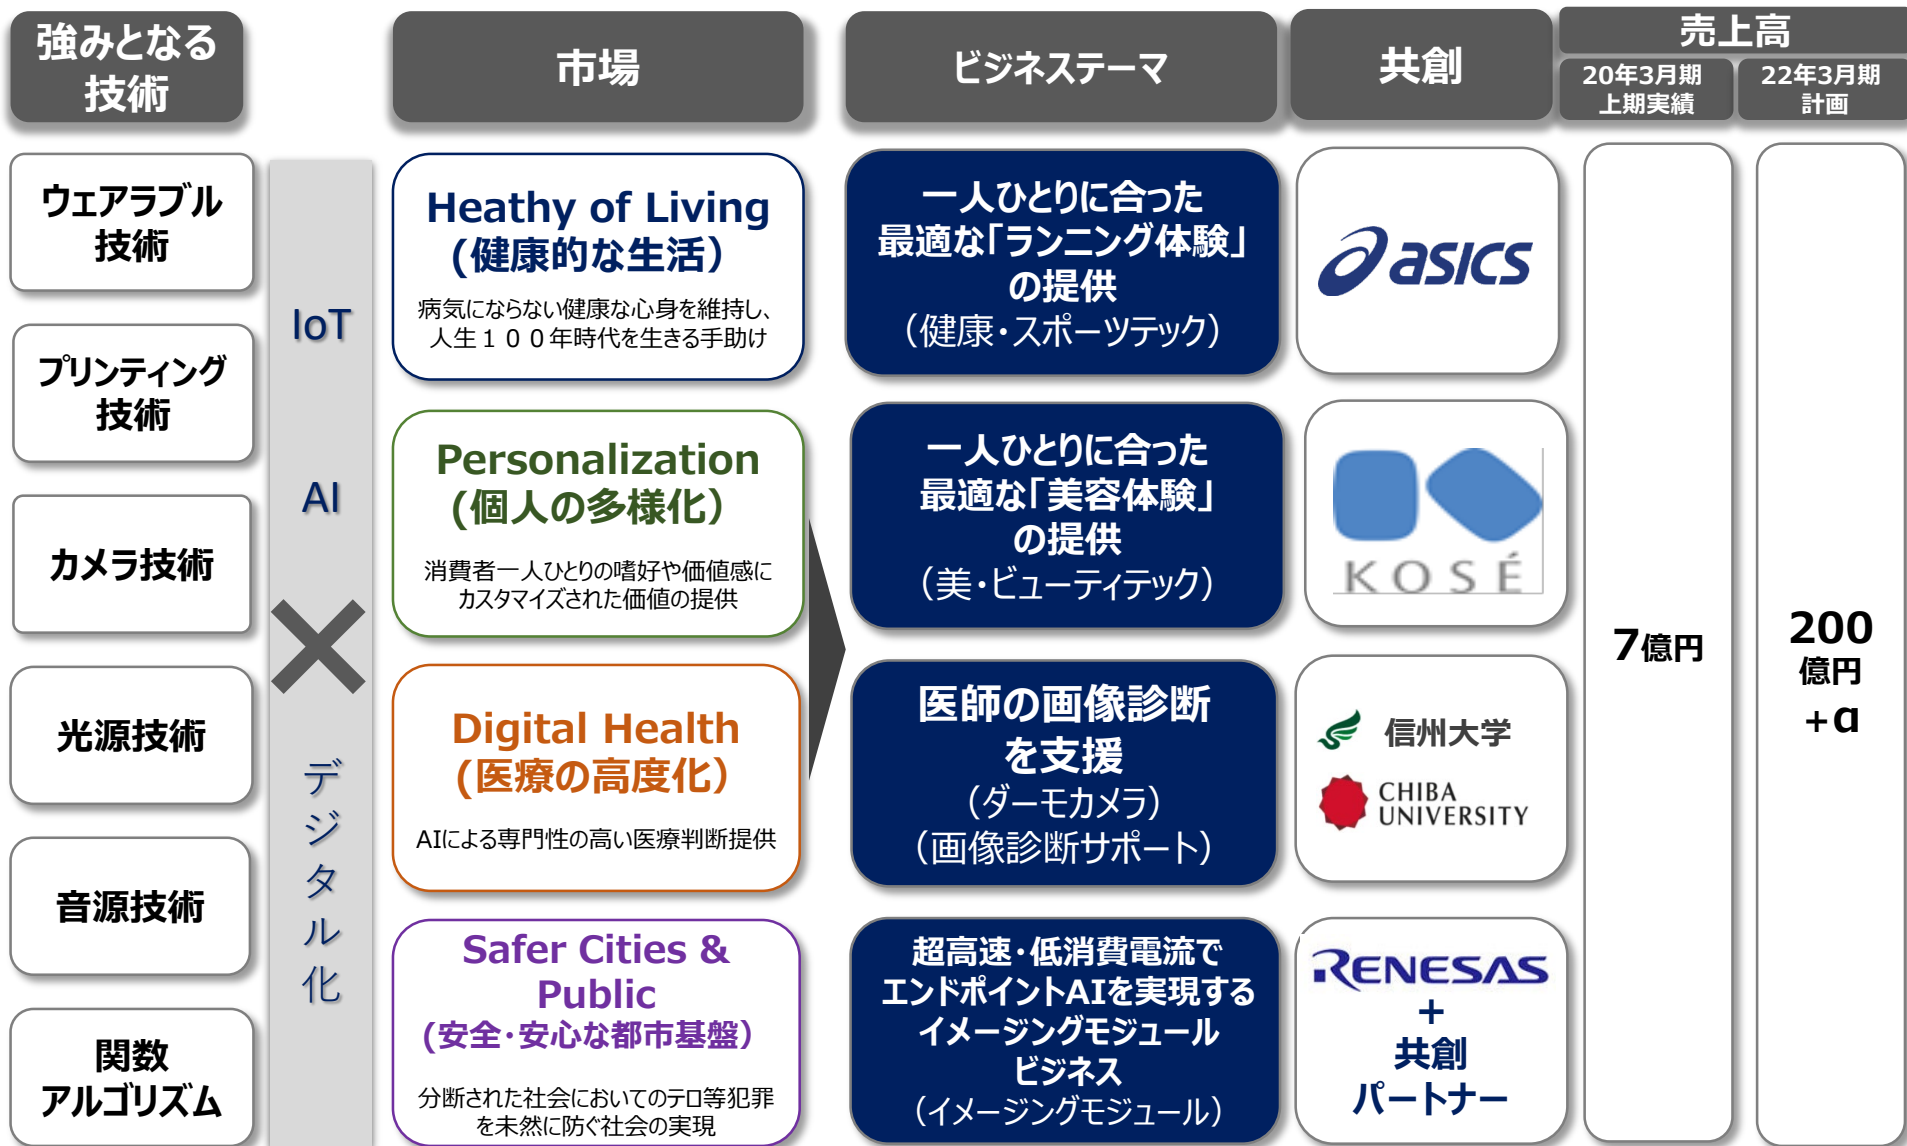 強みとなる
技術
市場
ビジネステーマ
共創
売上高
20年3月期
上期実績
22年3月期
計画
ウェアラブル
技術
プリンティング
技術
カメラ技術
光源技術
音源技術
関数
アルゴリズム
IoT
AI
×
デジタル化
Heathy of Living
(健康的な生活）
病気にならない健康な心身を維持し、
人生１００年時代を生きる手助け
Personalization
(個人の多様化）
消費者一人ひとりの嗜好や価値感に
カスタマイズされた価値の提供
Digital Health
(医療の高度化）
AIによる専門性の高い医療判断提供
Safer Cities &
Public
(安全・安心な都市基盤）
分断された社会においてのテロ等犯罪
を未然に防ぐ社会の実現
一人ひとりに合った
最適な「ランニング体験」
の提供
（健康・スポーツテック）
一人ひとりに合った
最適な「美容体験」
の提供
（美・ビューティテック）
医師の画像診断
を支援
（ダーモカメラ）
（画像診断サポート）
超高速・低消費電流で
エンドポイントAIを実現する
イメージングモジュール
ビジネス
（イメージングモジュール）
asics
KOSÉ
信州大学
CHIBA
UNIVERSITY
RENESAS
+
共創
パートナー
7億円
200
億円
+α